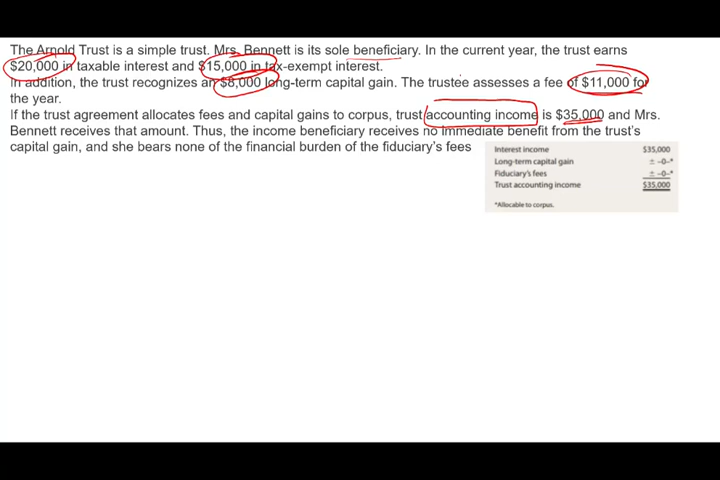 The Arnold Trust is a simple trust. Mrs. Bennett is its sole beneficiary. In the current year, the trust earns
$20,000 in taxable interest and $15,000 in tax-exempt interest.
In addition, the trust recognizes an $8,000 long-term capital gain. The trustee assesses a fee of $11,000 for
the year.
If the trust agreement allocates fees and capital gains to corpus, trust accounting income is $35,000 and Mrs.
Bennett receives that amount. Thus, the income beneficiary receives no immediate benefit from the trust's
capital gain, and she bears none of the financial burden of the fiduciary's fees
Interest income $35,000
Long-term capital gain ± -0-*
Fiduciary's fees ± -0-*
Trust accounting income $35,000
*Allocable to corpus.